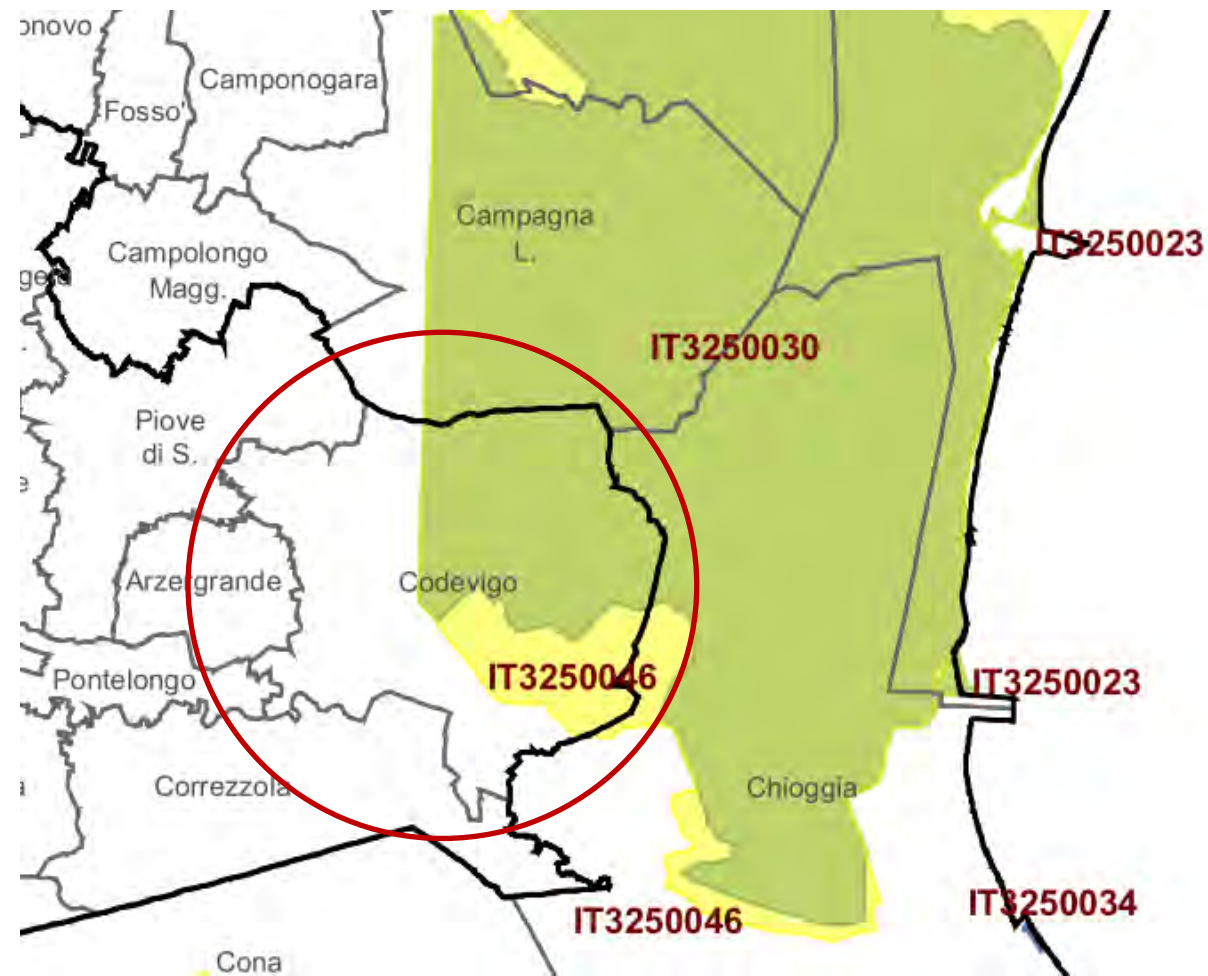 onovo
Camponogara
Fosso'
Campagna
L.
IT3250023
Campolongo
Magg.
IT3250030
Piove
di S.
Arzergrande
Codevigo
IT3250046
IT3250023
Pontelongo
Correzzola
Chioggia
IT3250034
IT3250046
Cona